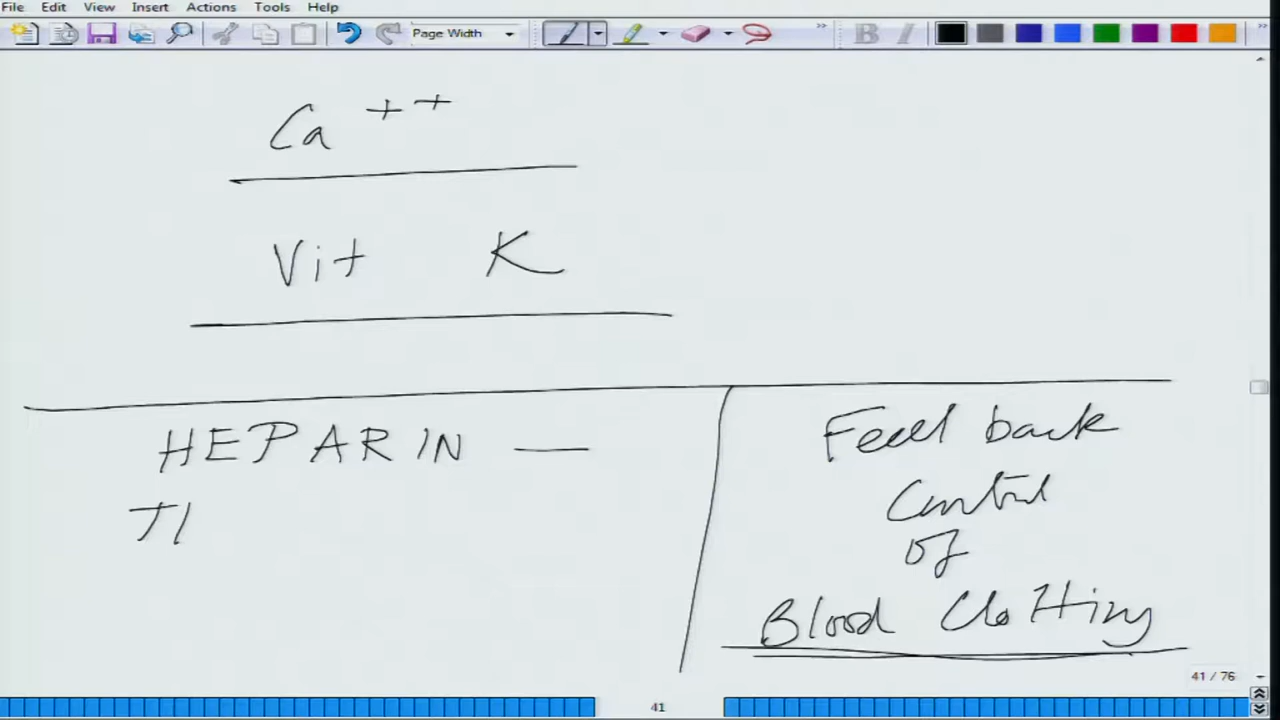 File Edit View Insert Actions Tools Help
Page Width
Ca ++
Vit K
HEPARIN —
Feed back
Control
of
Blood Clotting
41 / 76
41